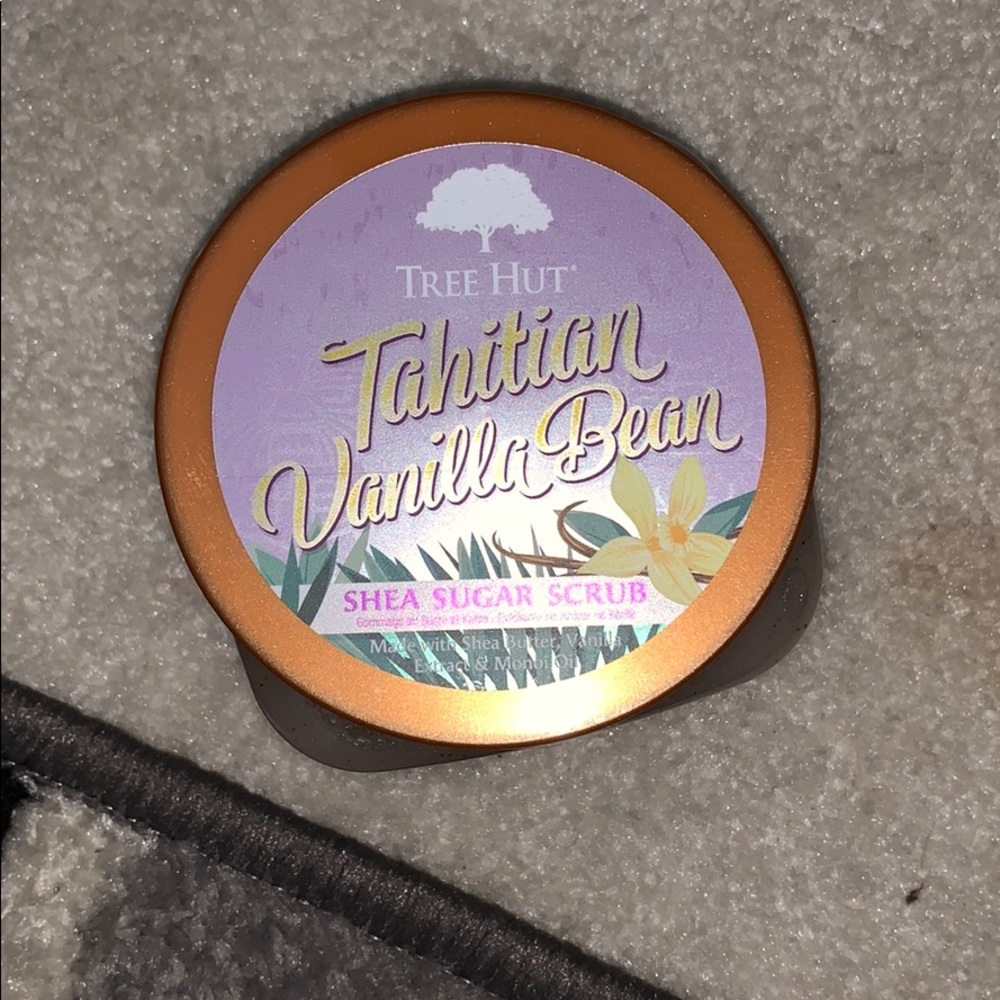 TREE HUT
Tahitian
Vanilla Bean
SHEA SUGAR SCRUB
Made with Shea Butter, Vanilla
Extract & Monoi Oil